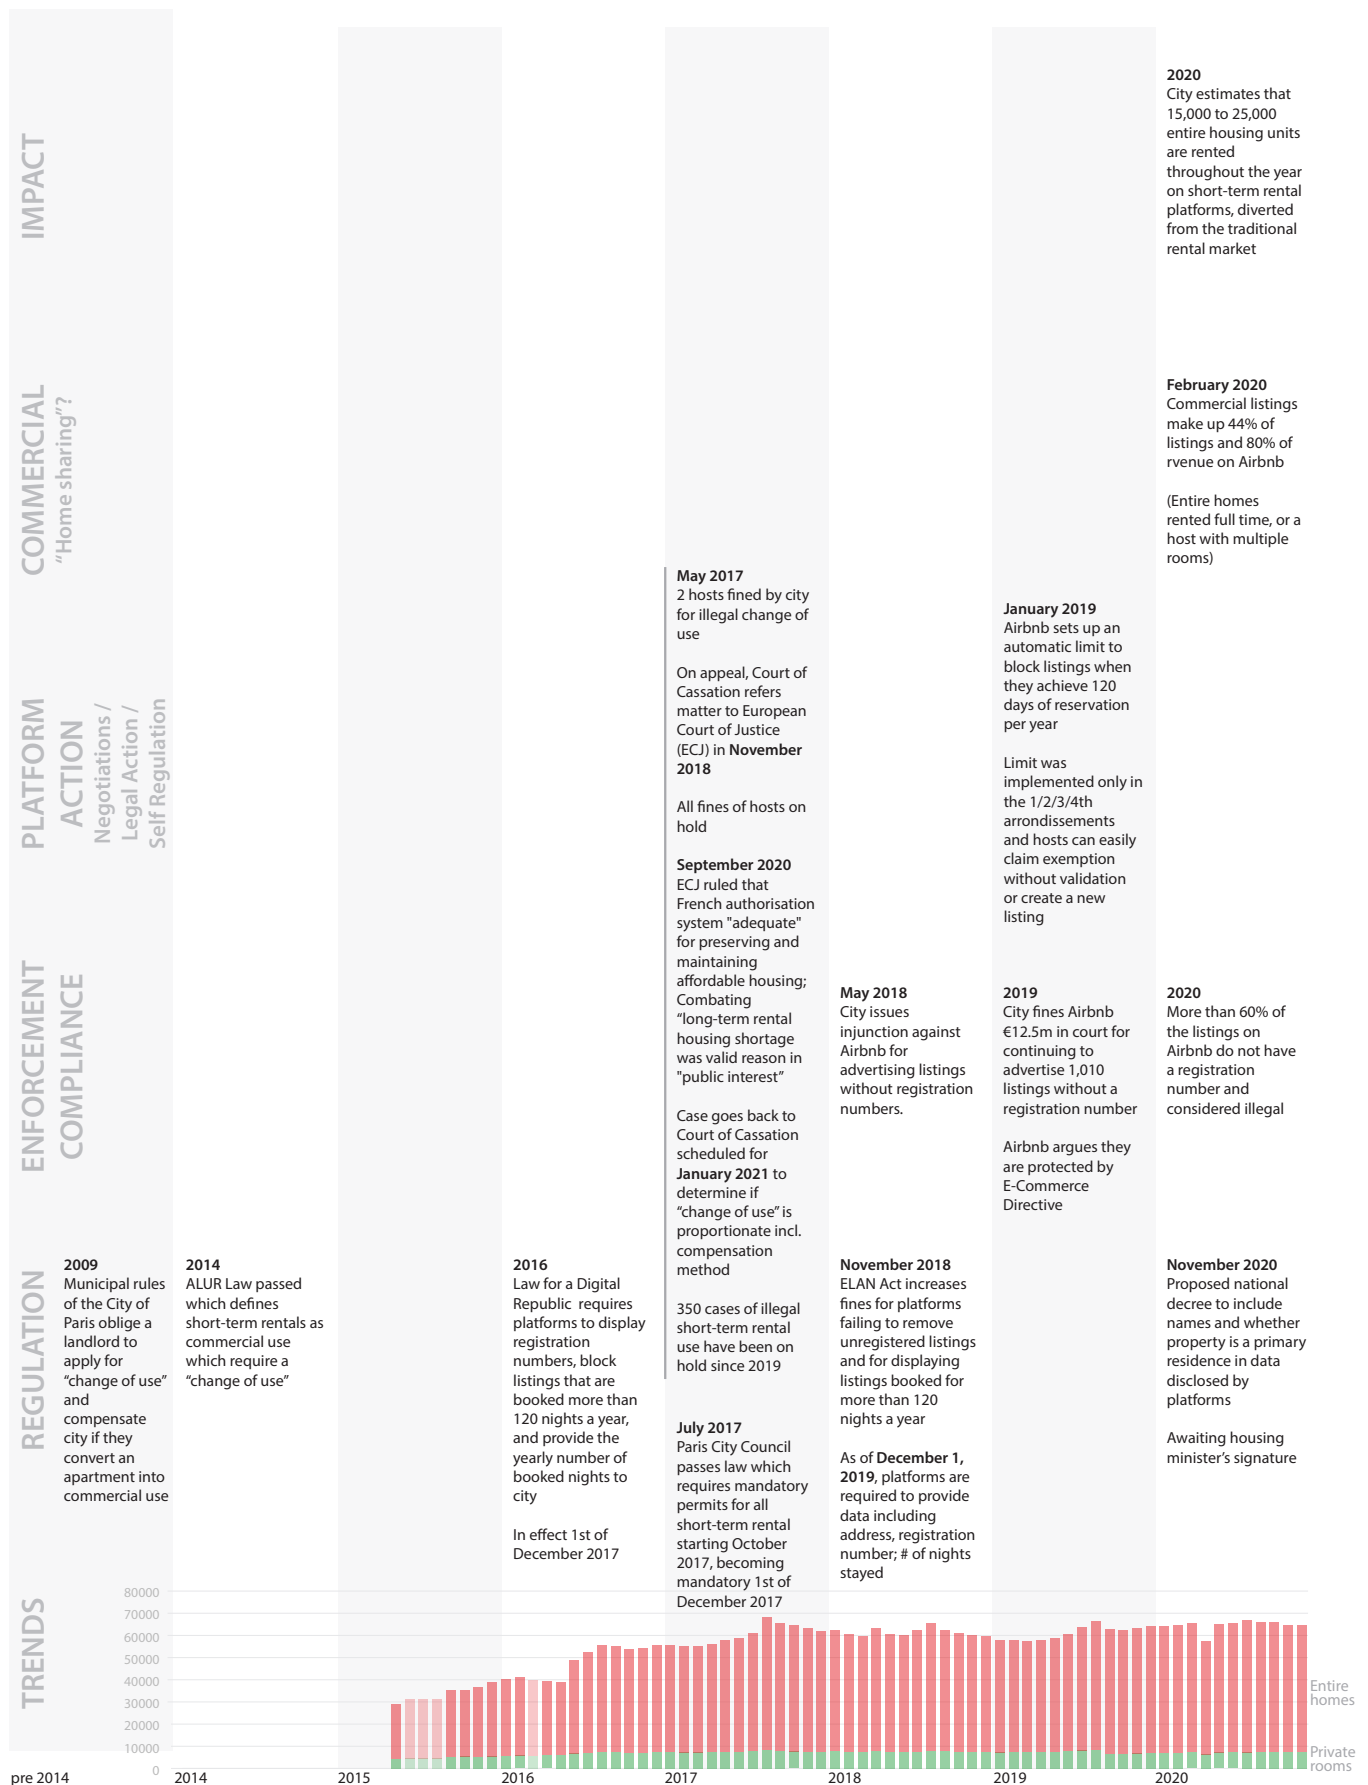 IMPACT
2020
City estimates that
15,000 to 25,000
entire housing units
are rented
throughout the year
on short-term rental
platforms, diverted
from the traditional
rental market
COMMERCIAL
“Home sharing”?
February 2020
Commercial listings
make up 44% of
listings and 80% of
rvenue on Airbnb
(Entire homes
rented full time, or a
host with multiple
rooms)
PLATFORM
ACTION
Negotiations /
Legal Action /
Self Regulation
May 2017
2 hosts fined by city
for illegal change of
use
On appeal, Court of
Cassation refers
matter to European
Court of Justice
(ECJ) in November
2018
All fines of hosts on
hold
September 2020
ECJ ruled that
French authorisation
system "adequate"
for preserving and
maintaining
affordable housing;
Combating
“long-term rental
housing shortage
was valid reason in
"public interest”
Case goes back to
Court of Cassation
scheduled for
January 2021 to
determine if
“change of use” is
proportionate incl.
compensation
method
350 cases of illegal
short-term rental
use have been on
hold since 2019
January 2019
Airbnb sets up an
automatic limit to
block listings when
they achieve 120
days of reservation
per year
Limit was
implemented only in
the 1/2/3/4th
arrondissements
and hosts can easily
claim exemption
without validation
or create a new
listing
ENFORCEMENT
COMPLIANCE
May 2018
City issues
injunction against
Airbnb for
advertising listings
without registration
numbers.
2019
City fines Airbnb
€12.5m in court for
continuing to
advertise 1,010
listings without a
registration number
Airbnb argues they
are protected by
E-Commerce
Directive
2020
More than 60% of
the listings on
Airbnb do not have
a registration
number and
considered illegal
REGULATION
2009
Municipal rules
of the City of
Paris oblige a
landlord to
apply for
“change of use”
and
compensate
city if they
convert an
apartment into
commercial use
2014
ALUR Law passed
which defines
short-term rentals as
commercial use
which require a
“change of use”
2016
Law for a Digital
Republic requires
platforms to display
registration
numbers, block
listings that are
booked more than
120 nights a year,
and provide the
yearly number of
booked nights to
city
In effect 1st of
December 2017
July 2017
Paris City Council
passes law which
requires mandatory
permits for all
short-term rental
starting October
2017, becoming
mandatory 1st of
December 2017
November 2018
ELAN Act increases
fines for platforms
failing to remove
unregistered listings
and for displaying
listings booked for
more than 120
nights a year
As of December 1,
2019, platforms are
required to provide
data including
address, registration
number; # of nights
stayed
November 2020
Proposed national
decree to include
names and whether
property is a primary
residence in data
disclosed by
platforms
Awaiting housing
minister’s signature
TRENDS
80000
70000
60000
50000
40000
30000
20000
10000
0
Entire
homes
Private
rooms
pre 2014
2014
2015
2016
2017
2018
2019
2020